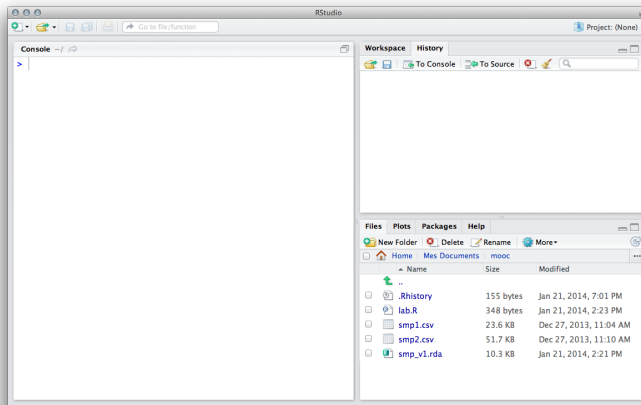 RStudio
Go to file/function
Project: (None)
Console ~/
>
Workspace History
To Console To Source
Files Plots Packages Help
New Folder Delete Rename More
Home Mes Documents mooc
Name Size Modified
..
.Rhistory 155 bytes Jan 21, 2014, 7:01 PM
lab.R 348 bytes Jan 21, 2014, 2:23 PM
smp1.csv 23.6 KB Dec 27, 2013, 11:04 AM
smp2.csv 51.7 KB Dec 27, 2013, 11:10 AM
smp_v1.rda 10.3 KB Jan 21, 2014, 2:21 PM